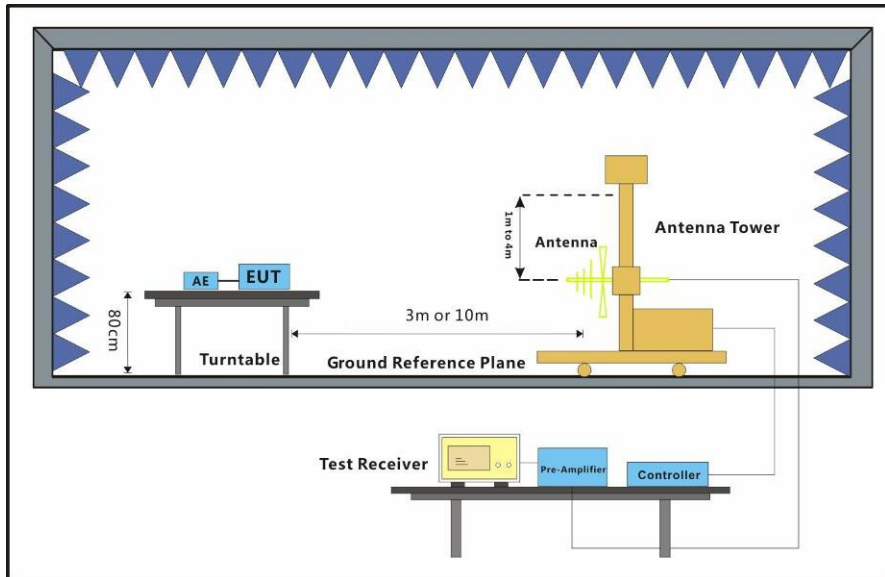 1m to 4m
Antenna
Antenna Tower
AE
EUT
80cm
3m or 10m
Turntable
Ground Reference Plane
Test Receiver
Pre-Amplifier
Controller